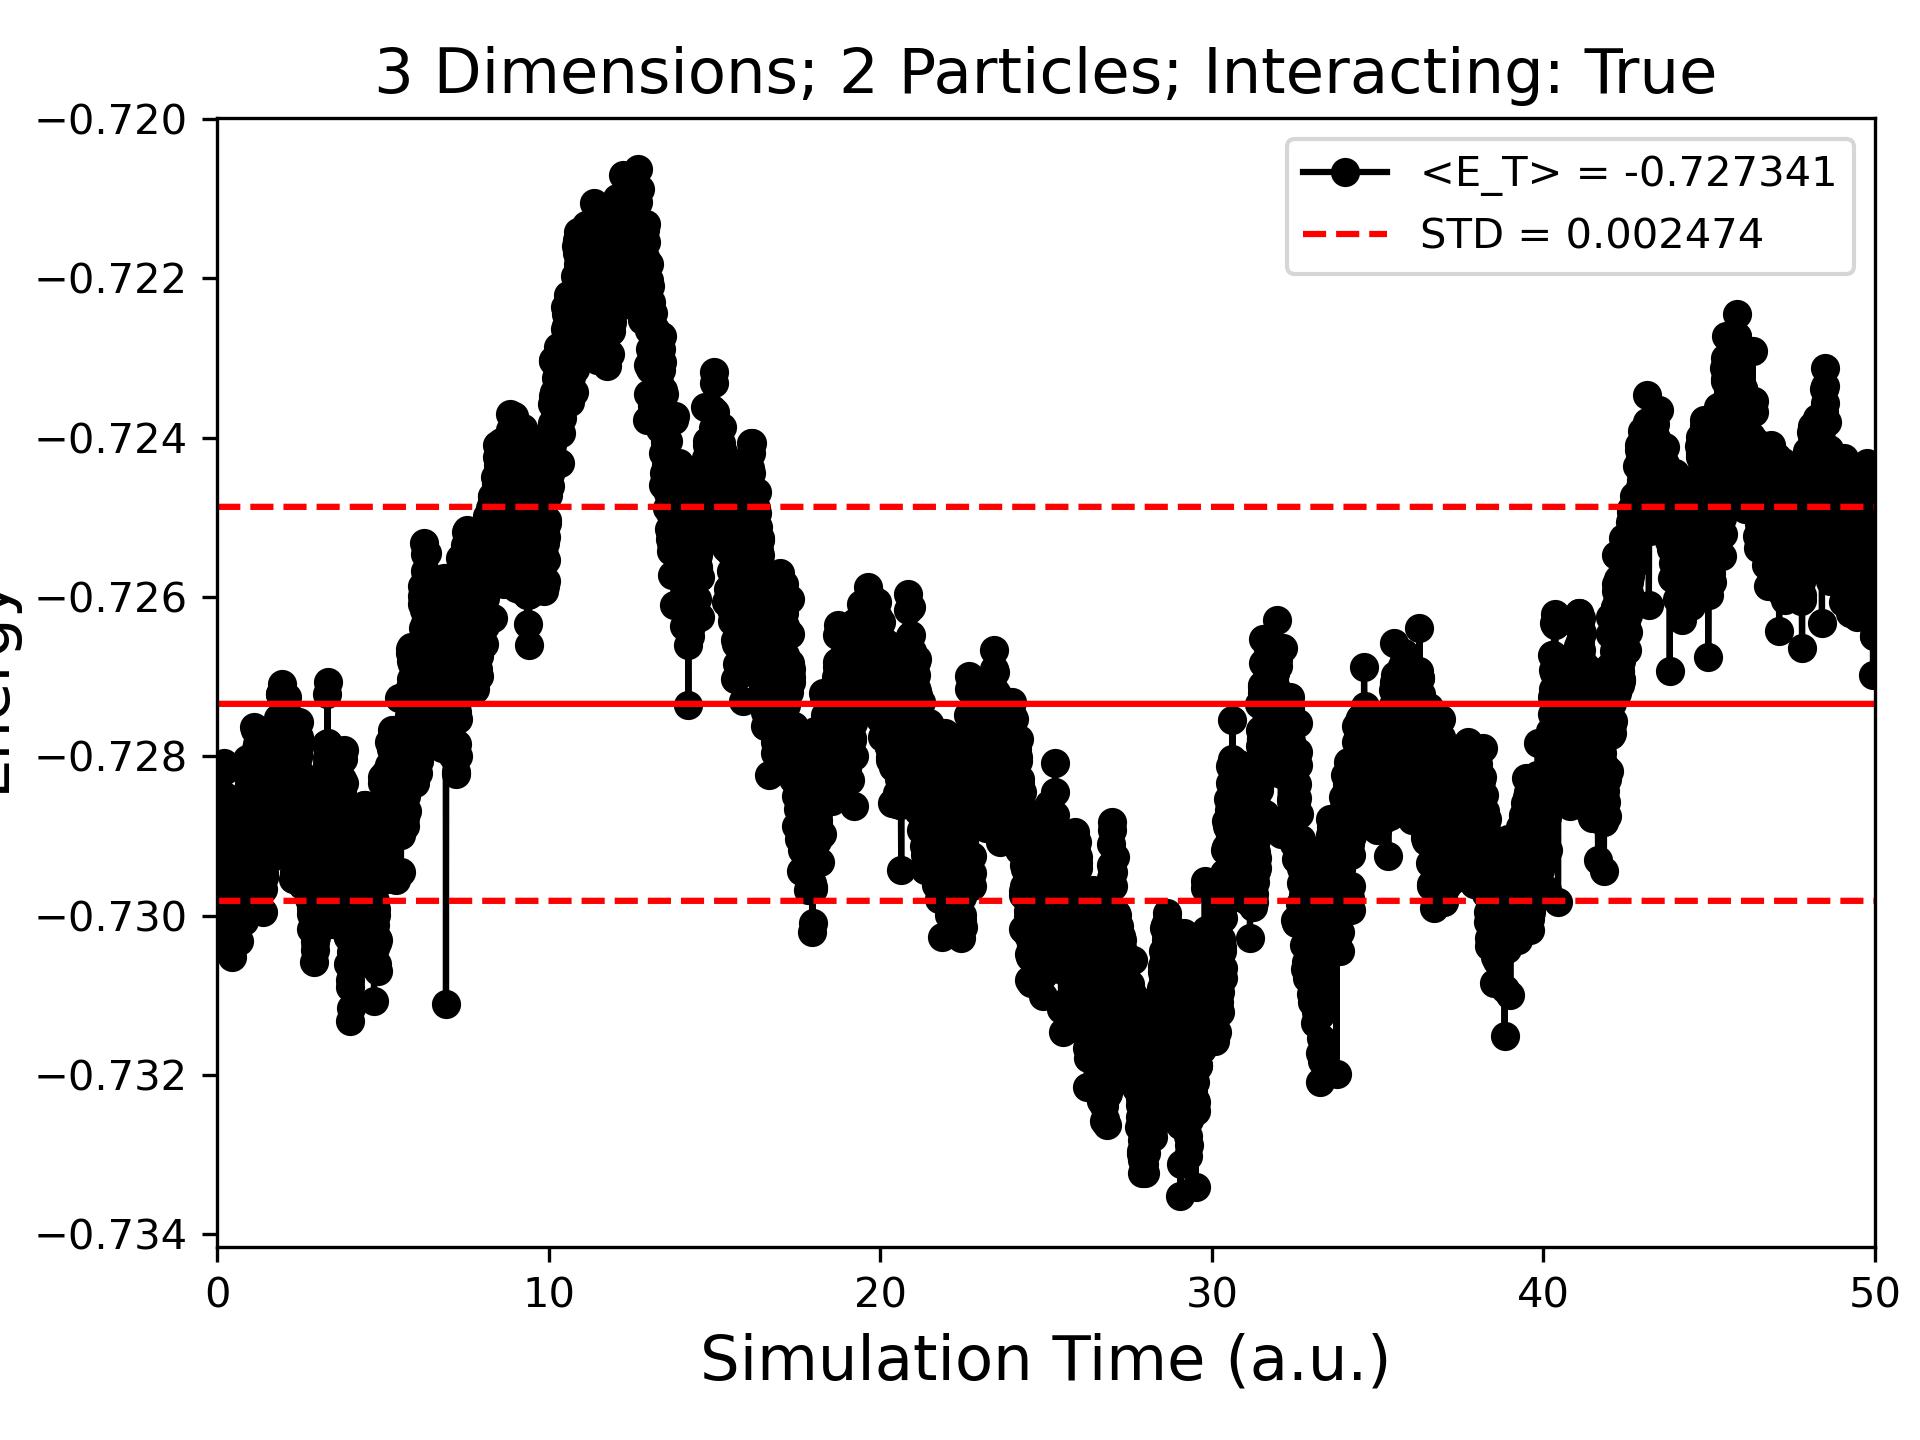 3 Dimensions; 2 Particles; Interacting: True
<E_T> = -0.727341
STD = 0.002474
−0.720
−0.722
−0.724
−0.726
−0.728
−0.730
−0.732
−0.734
Energy
0 10 20 30 40 50
Simulation Time (a.u.)